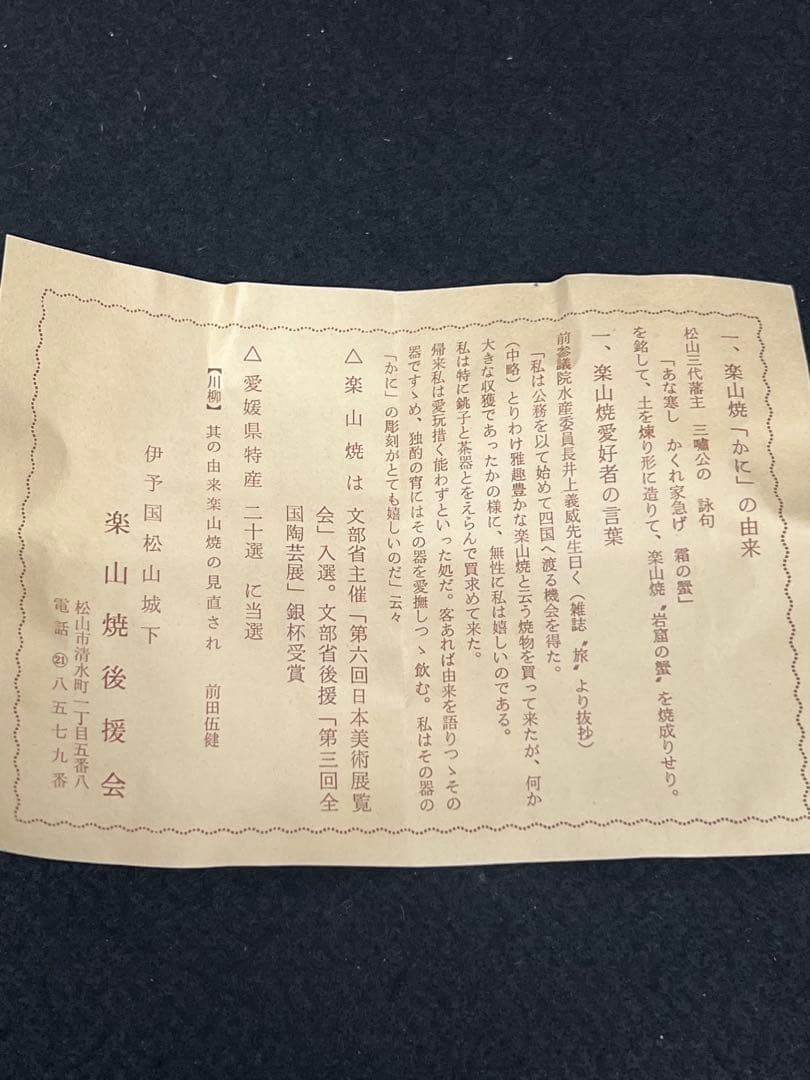 一、楽山焼「かに」の由来
松山三代藩主　三嘯公の　詠句
「あな寒し　かくれ家急げ　霜の蟹」
を銘して、土を煉り形に造りて、楽山焼〝岩窟の蟹〟を焼成りせり。
一、楽山焼愛好者の言葉
前参議院水産委員長井上義威先生曰く（雑誌〝旅〟より抜抄）
「私は公務を以て始めて四国へ渡る機会を得た。
（中略）とりわけ雅趣豊かな楽山焼と云う焼物を買って来たが、何か
大きな収獲であったかの様に、無性に私は嬉しいのである。
私は特に銚子と茶器とをえらんで買求めて来た。
帰来私は愛玩措く能わずといった処だ。客あれば由来を語りつゝその
器ですゝめ、独酌の宵にはその器を愛撫しつゝ飲む。私はその器の
「かに」の彫刻がとても嬉しいのだ」云々
△　楽山焼は　文部省主催「第六回日本美術展覧
会」入選。文部省後援「第三回全
国陶芸展」銀杯受賞
△　愛媛県特産　二十選　に当選
【川柳】　其の由来楽山焼の見直され　　前田伍健
伊予国松山城下
楽山焼後援会
松山市清水町一丁目五番八
電話㉑八五七九番